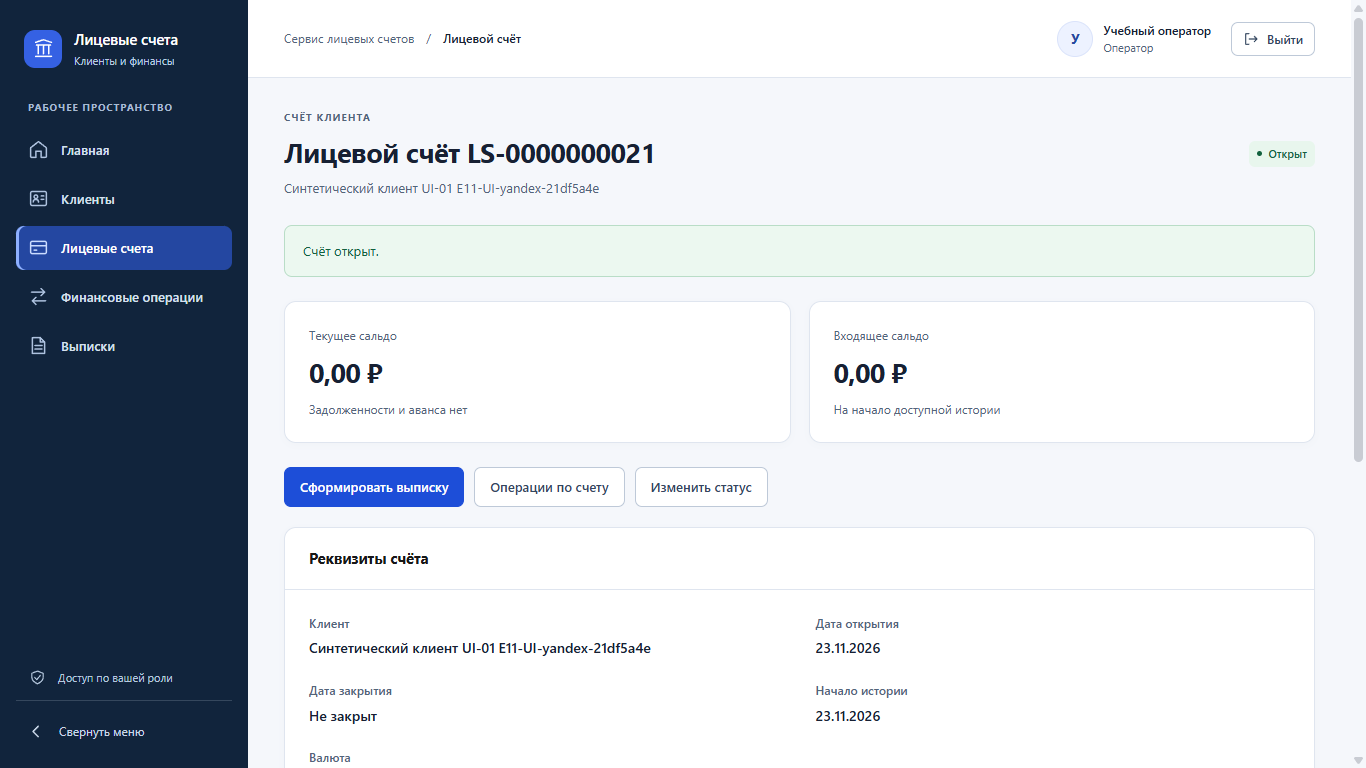 Лицевые счета
Клиенты и финансы
РАБОЧЕЕ ПРОСТРАНСТВО
Главная
Клиенты
Лицевые счета
Финансовые операции
Выписки
Доступ по вашей роли
Свернуть меню
Сервис лицевых счетов / Лицевой счёт
У
Учебный оператор
Оператор
Выйти
СЧЁТ КЛИЕНТА
Лицевой счёт LS-0000000021
Открыт
Синтетический клиент UI-01 E11-UI-yandex-21df5a4e
Счёт открыт.
Текущее сальдо
0,00 ₽
Задолженности и аванса нет
Входящее сальдо
0,00 ₽
На начало доступной истории
Сформировать выписку
Операции по счету
Изменить статус
Реквизиты счёта
Клиент
Синтетический клиент UI-01 E11-UI-yandex-21df5a4e
Дата открытия
23.11.2026
Дата закрытия
Не закрыт
Начало истории
23.11.2026
Валюта